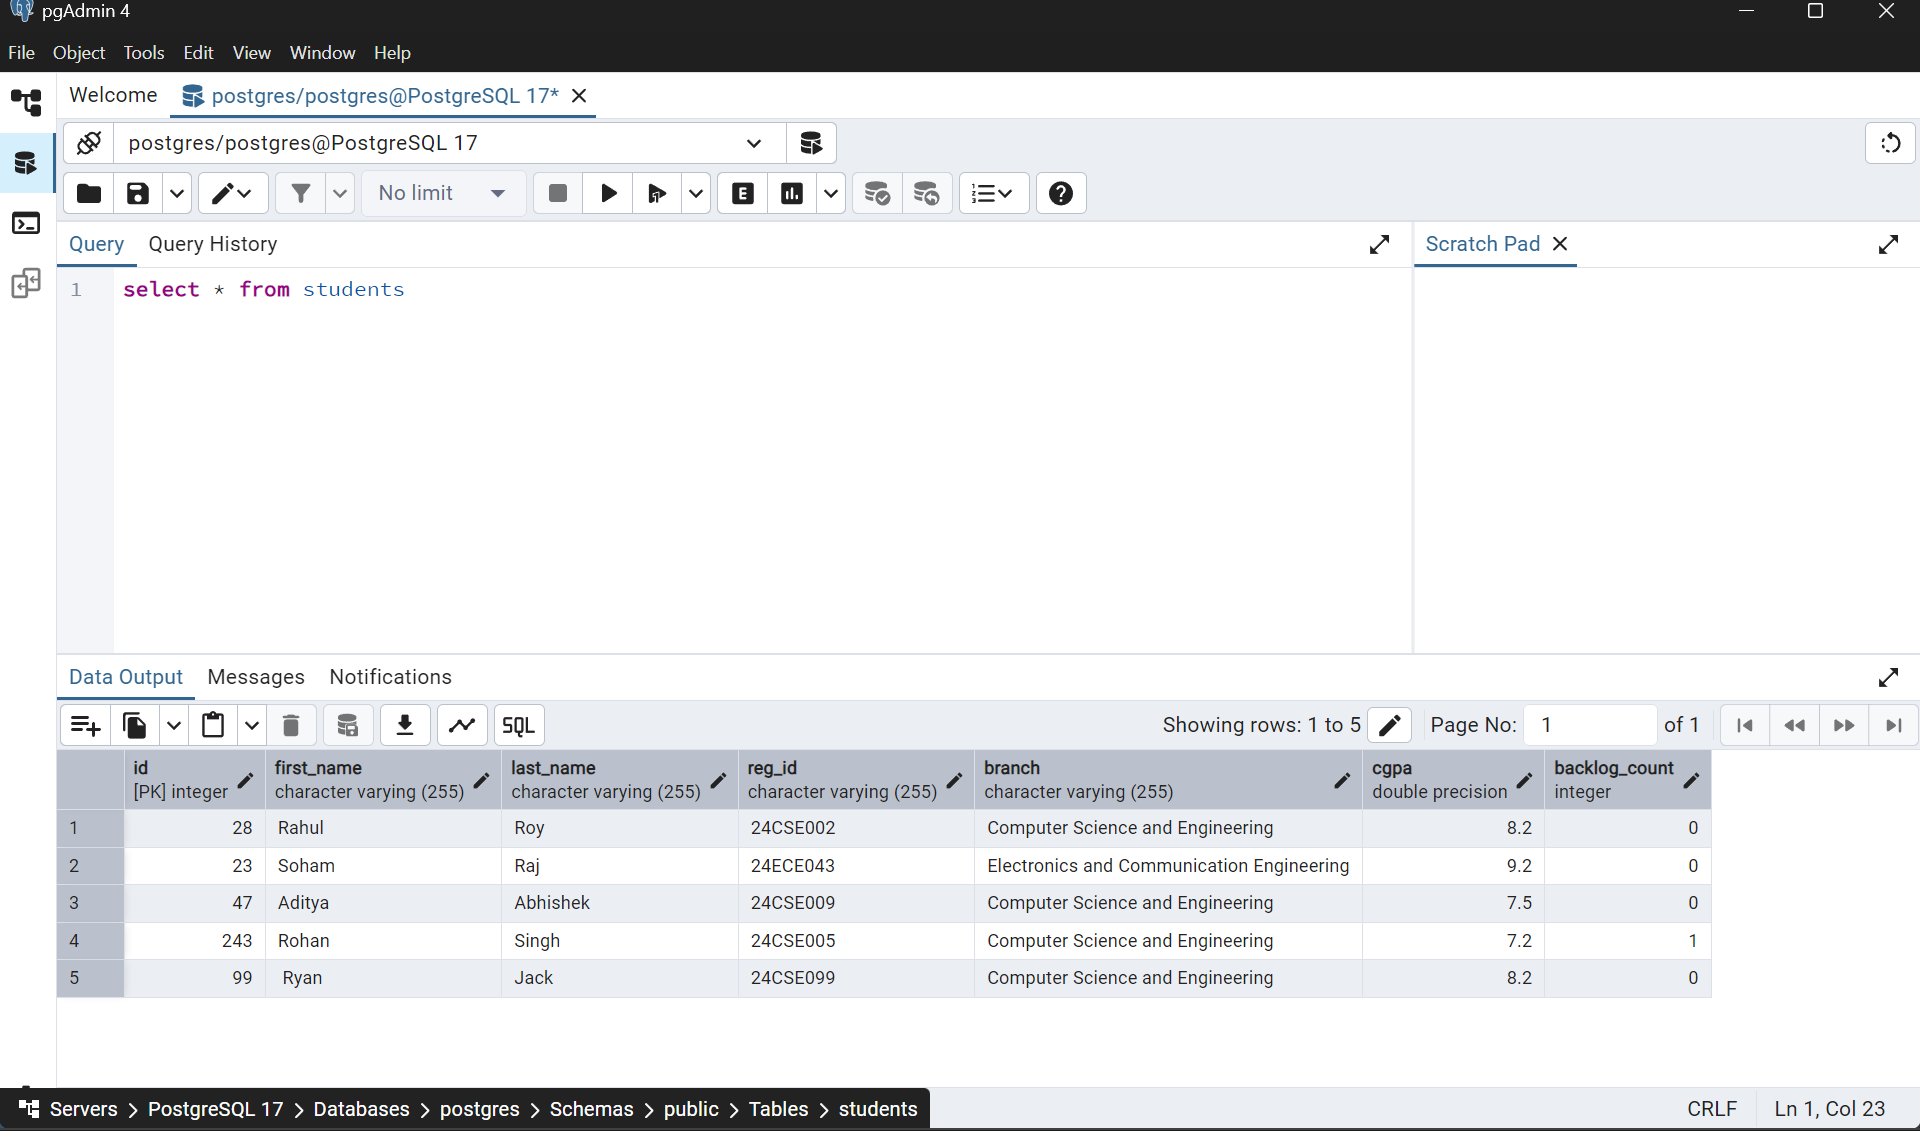 pgAdmin 4
File Object Tools Edit View Window Help
Welcome postgres/postgres@PostgreSQL 17*
postgres/postgres@PostgreSQL 17
No limit E
Query Query History Scratch Pad
1 select * from students
Data Output Messages Notifications
SQL Showing rows: 1 to 5 Page No: 1 of 1
id first_name last_name reg_id branch cgpa backlog_count
[PK] integer character varying (255) character varying (255) character varying (255) character varying (255) double precision integer
1 28 Rahul Roy 24CSE002 Computer Science and Engineering 8.2 0
2 23 Soham Raj 24ECE043 Electronics and Communication Engineering 9.2 0
3 47 Aditya Abhishek 24CSE009 Computer Science and Engineering 7.5 0
4 243 Rohan Singh 24CSE005 Computer Science and Engineering 7.2 1
5 99 Ryan Jack 24CSE099 Computer Science and Engineering 8.2 0
Servers > PostgreSQL 17 > Databases > postgres > Schemas > public > Tables > students CRLF Ln 1, Col 23